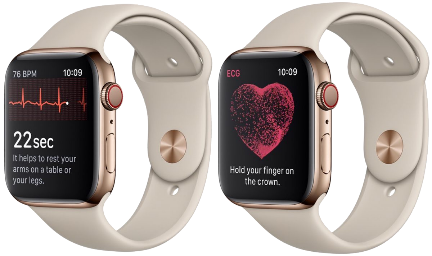 76 BPM 10:09
22sec
It helps to rest your
arms on a table or
your legs.
ECG 10:09
Hold your finger on
the crown.